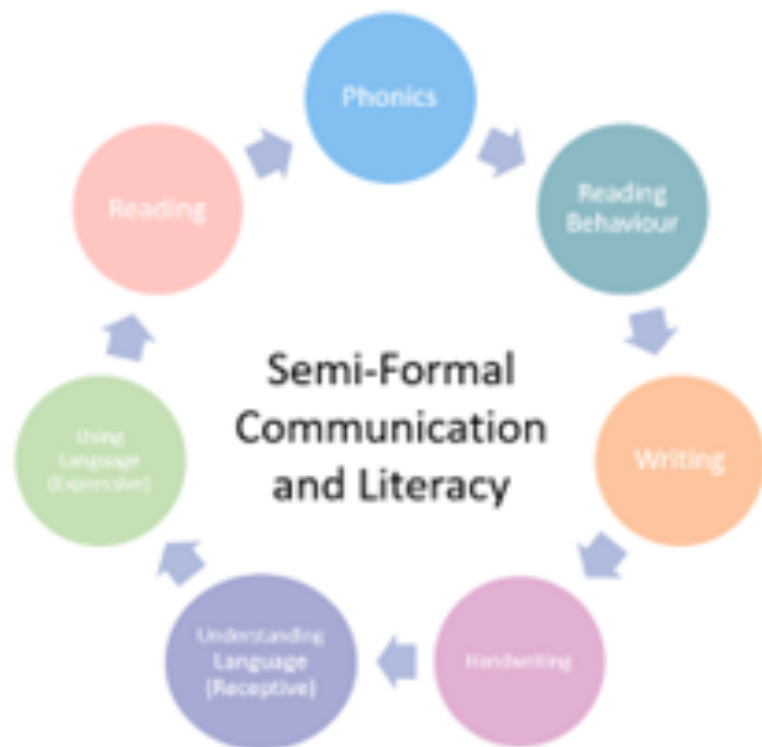 Phonics
Reading
Behaviour
Writing
Handwriting
Understanding
Language
(Receptive)
Using
Language
(Expressive)
Reading
Semi-Formal
Communication
and Literacy